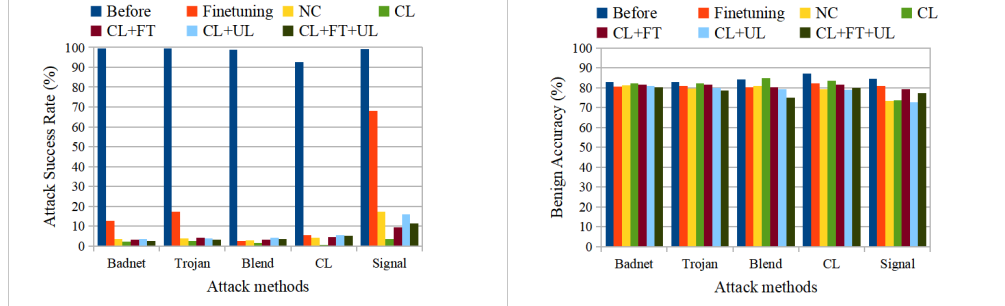 Before Finetuning NC CL
CL+FT CL+UL CL+FT+UL
Attack Success Rate (%)
100
90
80
70
60
50
40
30
20
10
0
Badnet Trojan Blend CL Signal
Attack methods
Before Finetuning NC CL
CL+FT CL+UL CL+FT+UL
Benign Accuracy (%)
100
90
80
70
60
50
40
30
20
10
0
Badnet Trojan Blend CL Signal
Attack methods